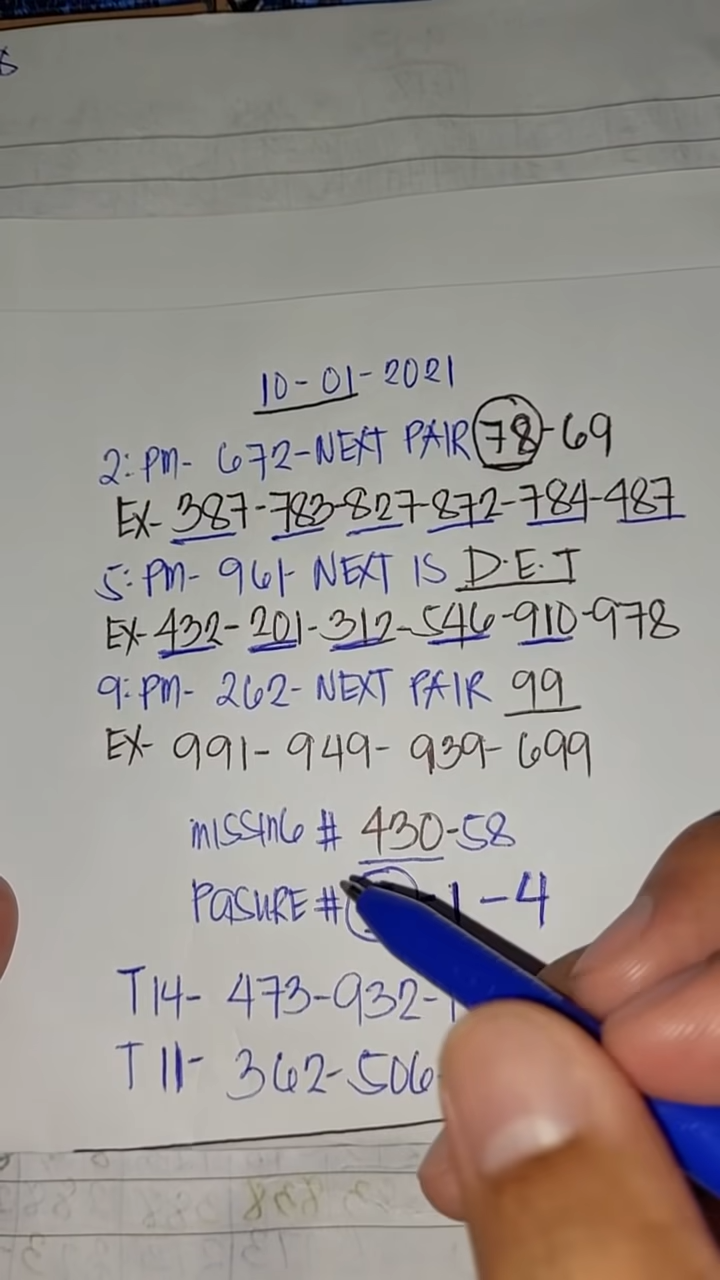 10-01-2021
2:PM- 672-NEXT PAIR 78-69
EX- 387-783-827-872-784-487
5:PM- 961- NEXT IS D.E.T
EX- 432-201-312-546-910-978
9:PM- 262- NEXT PAIR 99
EX- 991-949-939-699
MISSING # 430-58
PASURE # -1-4
T14- 473-932-
T11- 362-506